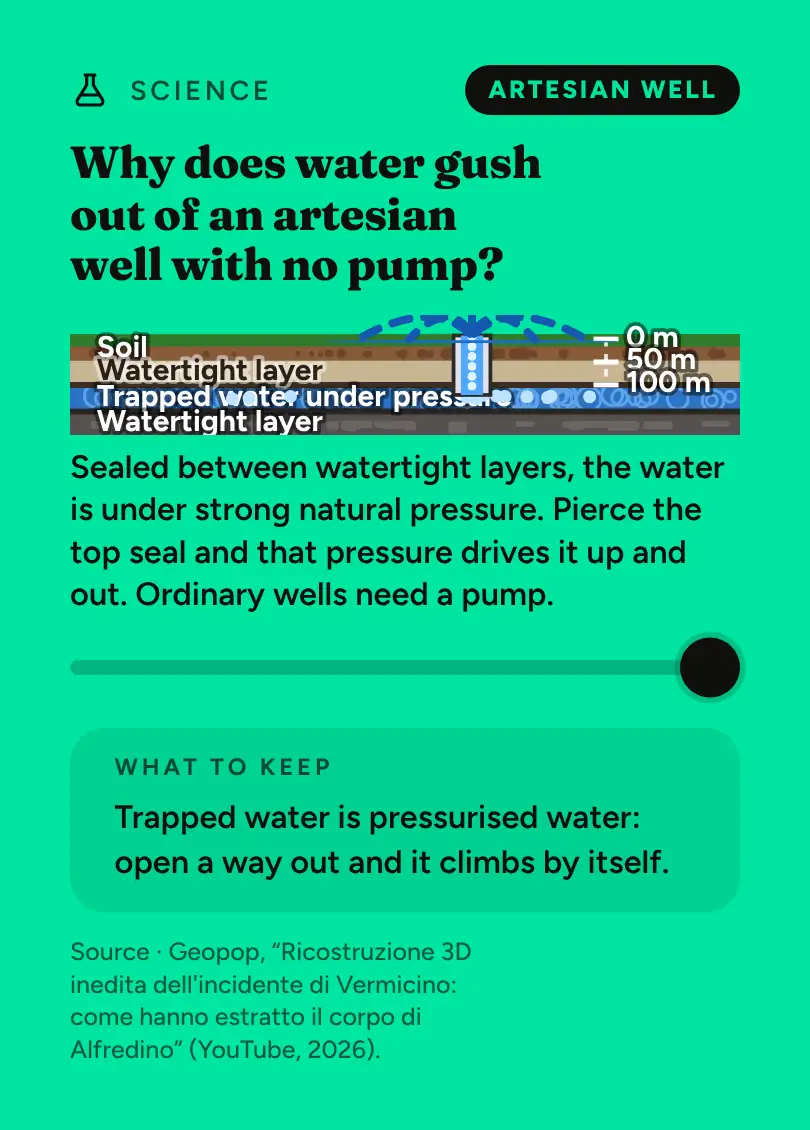 SCIENCE
ARTESIAN WELL
Why does water gush
out of an artesian
well with no pump?
Soil
Watertight layer
Trapped water under pressure
Watertight layer
0 m
50 m
100 m
Sealed between watertight layers, the water
is under strong natural pressure. Pierce the
top seal and that pressure drives it up and
out. Ordinary wells need a pump.
WHAT TO KEEP
Trapped water is pressurised water:
open a way out and it climbs by itself.
Source · Geopop, “Ricostruzione 3D
inedita dell'incidente di Vermicino:
come hanno estratto il corpo di
Alfredino” (YouTube, 2026).